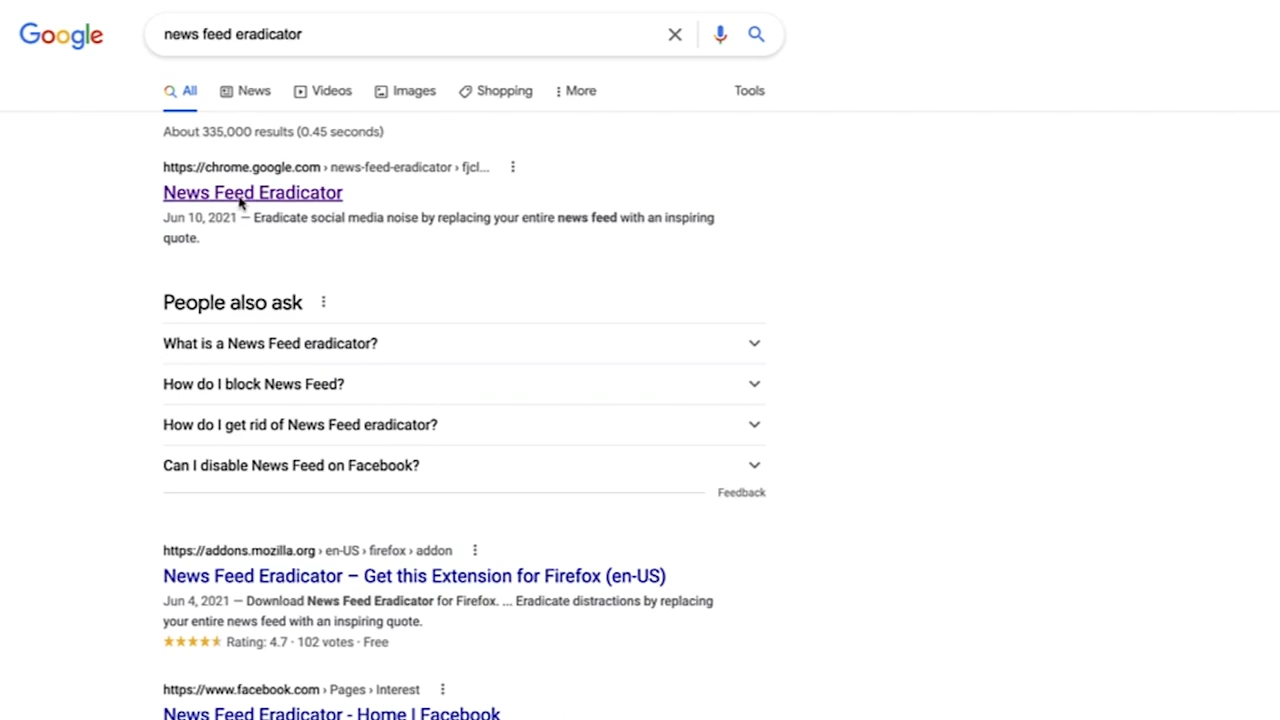 Google
news feed eradicator
All News Videos Images Shopping More Tools
About 335,000 results (0.45 seconds)
https://chrome.google.com › news-feed-eradicator › fjcl...
News Feed Eradicator
Jun 10, 2021 — Eradicate social media noise by replacing your entire news feed with an inspiring
quote.
People also ask
What is a News Feed eradicator?
How do I block News Feed?
How do I get rid of News Feed eradicator?
Can I disable News Feed on Facebook?
Feedback
https://addons.mozilla.org › en-US › firefox › addon
News Feed Eradicator – Get this Extension for Firefox (en-US)
Jun 4, 2021 — Download News Feed Eradicator for Firefox. ... Eradicate distractions by replacing
your entire news feed with an inspiring quote.
Rating: 4.7 · 102 votes · Free
https://www.facebook.com › Pages › Interest
News Feed Eradicator - Home | Facebook